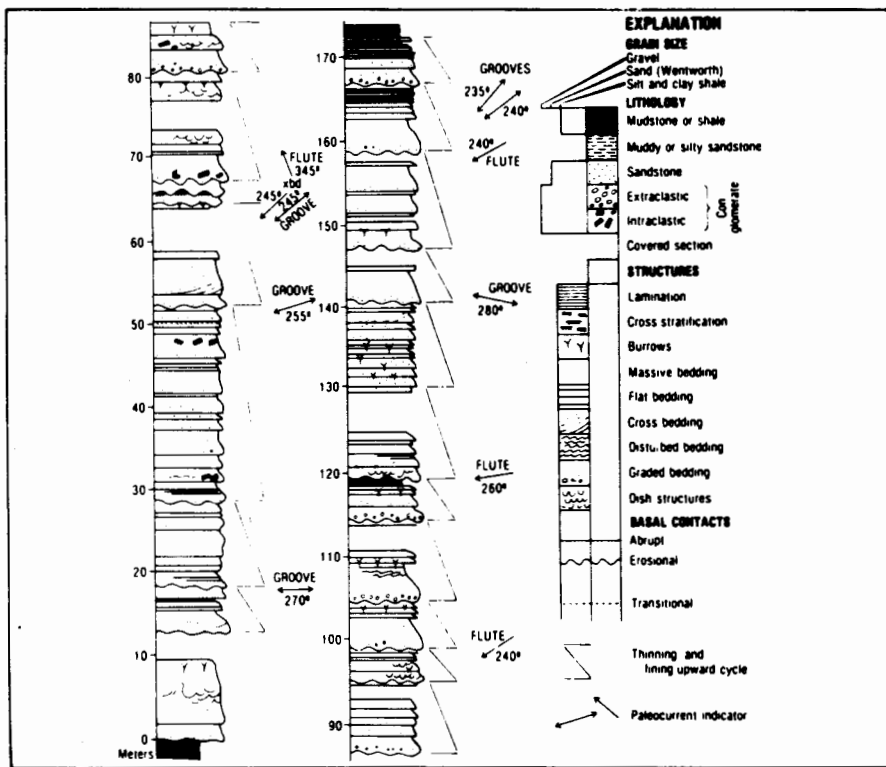 80
70
60
50
40
30
20
10
0
Meters
FLUTE
345°
xbd
245°
245°
GROOVE
GROOVE
255°
GROOVE
270°
170
160
150
140
130
120
110
100
90
GROOVES
235°
240°
240°
FLUTE
GROOVE
280°
FLUTE
260°
FLUTE
240°
EXPLANATION
GRAIN SIZE
Gravel
Sand (Wentworth)
Silt and clay shale
LITHOLOGY
Mudstone or shale
Muddy or silty sandstone
Sandstone
Extraclastic
Intraclastic
Con
glomerate
Covered section
STRUCTURES
Lamination
Cross stratification
Burrows
Massive bedding
Flat bedding
Cross bedding
Disturbed bedding
Graded bedding
Dish structures
BASAL CONTACTS
Abrupt
Erosional
Transitional
Thinning and
fining upward cycle
Paleocurrent indicator